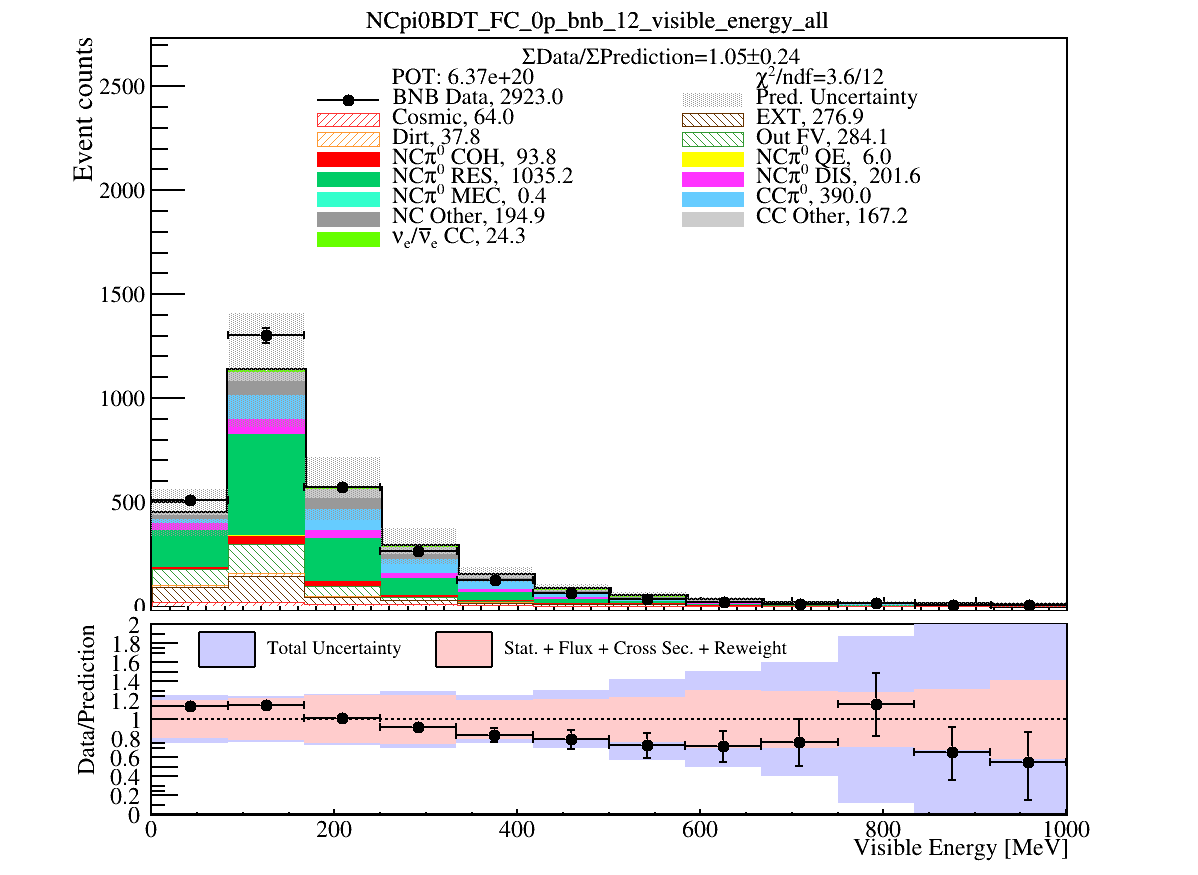 NCpi0BDT_FC_0p_bnb_12_visible_energy_all
ΣData/ΣPrediction=1.05±0.24
POT: 6.37e+20 χ²/ndf=3.6/12
BNB Data, 2923.0 Pred. Uncertainty
Cosmic, 64.0 EXT, 276.9
Dirt, 37.8 Out FV, 284.1
NCπ⁰ COH, 93.8 NCπ⁰ QE, 6.0
NCπ⁰ RES, 1035.2 NCπ⁰ DIS, 201.6
NCπ⁰ MEC, 0.4 CCπ⁰, 390.0
NC Other, 194.9 CC Other, 167.2
νₑ/ν̅ₑ CC, 24.3
Event counts
2500
2000
1500
1000
500
0
Total Uncertainty Stat. + Flux + Cross Sec. + Reweight
Data/Prediction
2
1.8
1.6
1.4
1.2
1
0.8
0.6
0.4
0.2
0
0 200 400 600 800 1000
Visible Energy [MeV]